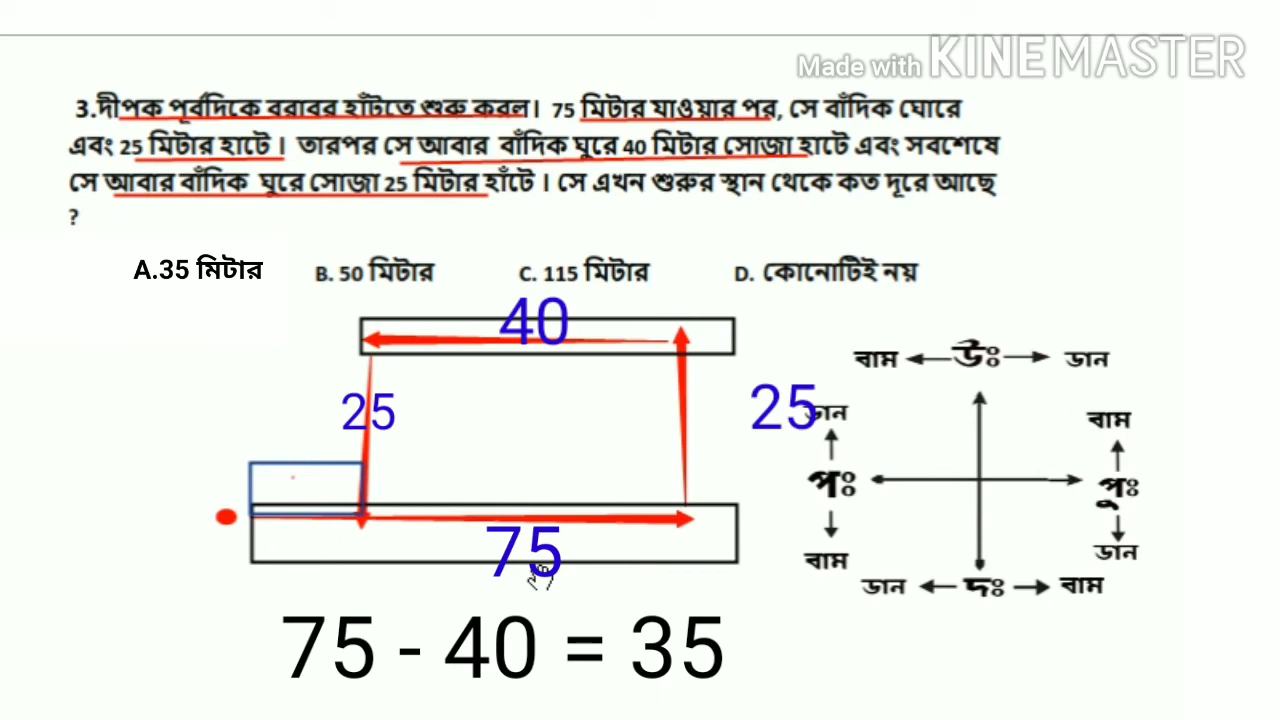 Made with KINEMASTER
3.দীপক পূর্বদিকে বরাবর হাঁটতে শুরু করল। 75 মিটার যাওয়ার পর, সে বাঁদিক ঘোরে
এবং 25 মিটার হাটে । তারপর সে আবার বাঁদিক ঘুরে 40 মিটার সোজা হাটে এবং সবশেষে
সে আবার বাঁদিক ঘুরে সোজা 25 মিটার হাঁটে । সে এখন শুরুর স্থান থেকে কত দূরে আছে
?
A.35 মিটার B. 50 মিটার C. 115 মিটার D. কোনোটিই নয়
40
বাম উঃ ডান
25 25 ডান বাম
পঃ পুঃ
75 বাম ডান
ডান দঃ বাম
75 - 40 = 35